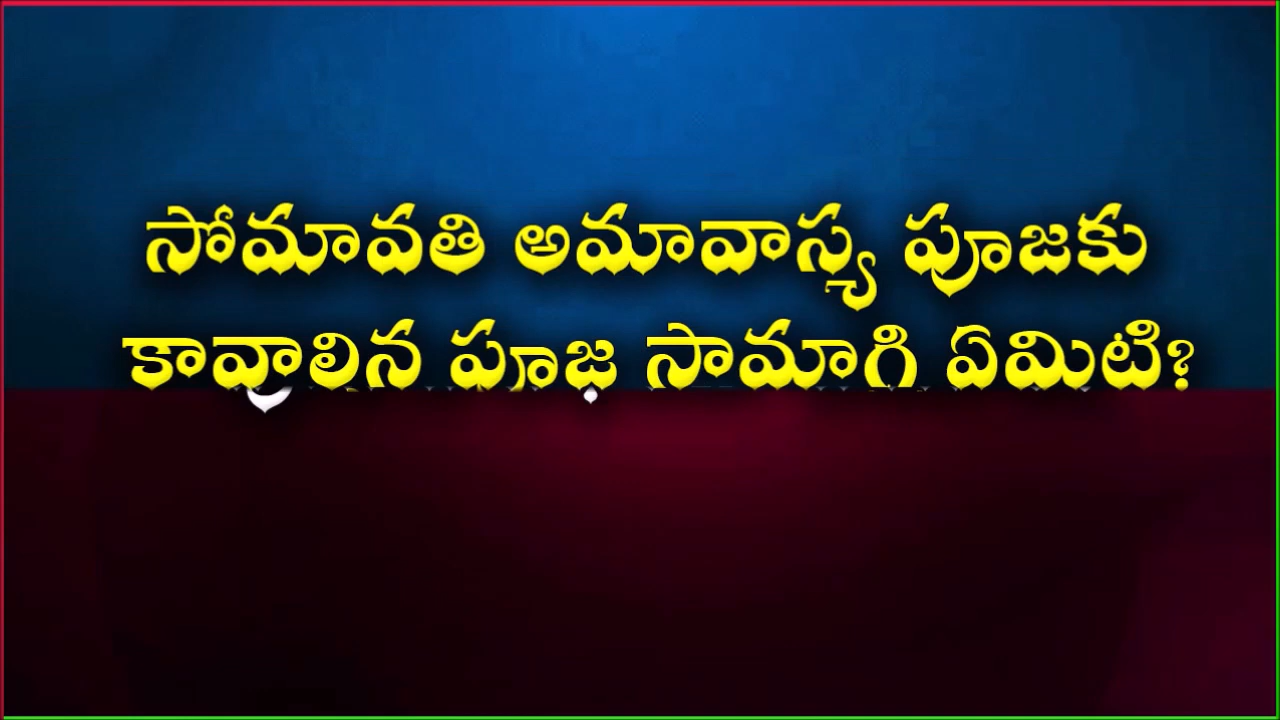 సోమావతి అమావాస్య పూజకు
కావాల్సిన పూజ సామాగ్రి ఏమిటి?